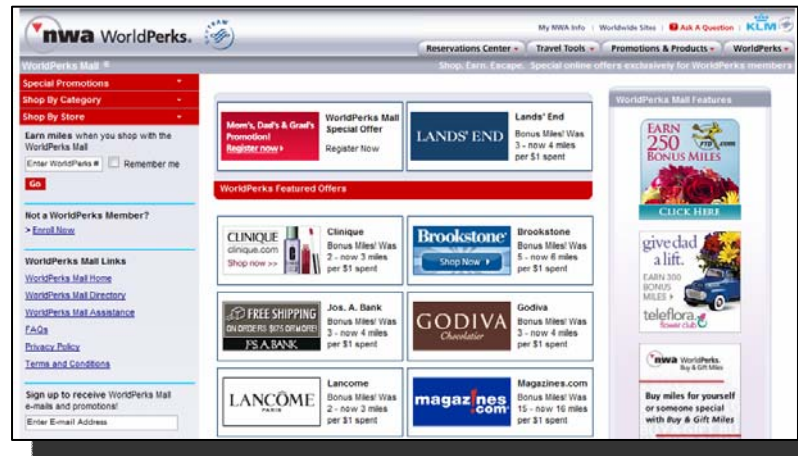 nwa WorldPerks.
My NWA Info | Worldwide Sites | Ask A Question | KLM
Reservations Center Travel Tools Promotions & Products WorldPerks
WorldPerks Mall
Shop. Earn. Escape. Special online offers exclusively for WorldPerks members
Special Promotions
Shop By Category
Shop By Store
Earn miles when you shop with the
WorldPerks Mall
Enter WorldPerks # Remember me
Go
Not a WorldPerks Member?
> Enroll Now
WorldPerks Mall Links
WorldPerks Mall Home
WorldPerks Mall Directory
WorldPerks Mall Assistance
FAQs
Privacy Policy
Terms and Conditions
Sign up to receive WorldPerks Mall
e-mails and promotions!
Enter E-mail Address
Mom's, Dad's & Grad's
Promotion!
Register now
WorldPerks Mall
Special Offer
Register Now
LANDS' END
Lands' End
Bonus Miles! Was
3 - now 4 miles
per $1 spent
WorldPerks Featured Offers
CLINIQUE
clinique.com
Shop now >>
Clinique
Bonus Miles! Was
2 - now 3 miles
per $1 spent
Brookstone
Shop Now
Brookstone
Bonus Miles! Was
5 - now 6 miles
per $1 spent
FREE SHIPPING
ON ORDERS $175 OR MORE!
JS.A.BANK
Jos. A. Bank
Bonus Miles! Was
3 - now 4 miles
per $1 spent
GODIVA
Chocolatier
Godiva
Bonus Miles! Was
3 - now 4 miles
per $1 spent
LANCÔME
PARIS
Lancome
Bonus Miles! Was
2 - now 3 miles
per $1 spent
magazines
.com
Magazines.com
Bonus Miles! Was
15 - now 16 miles
per $1 spent
WorldPerks Mall Features
EARN
250
BONUS MILES
FTD.com
CLICK HERE
give dad
a lift.
EARN 300
BONUS
MILES
teleflora.
flower club
nwa WorldPerks.
Buy & Gift Miles
Buy miles for yourself
or someone special
with Buy & Gift Miles